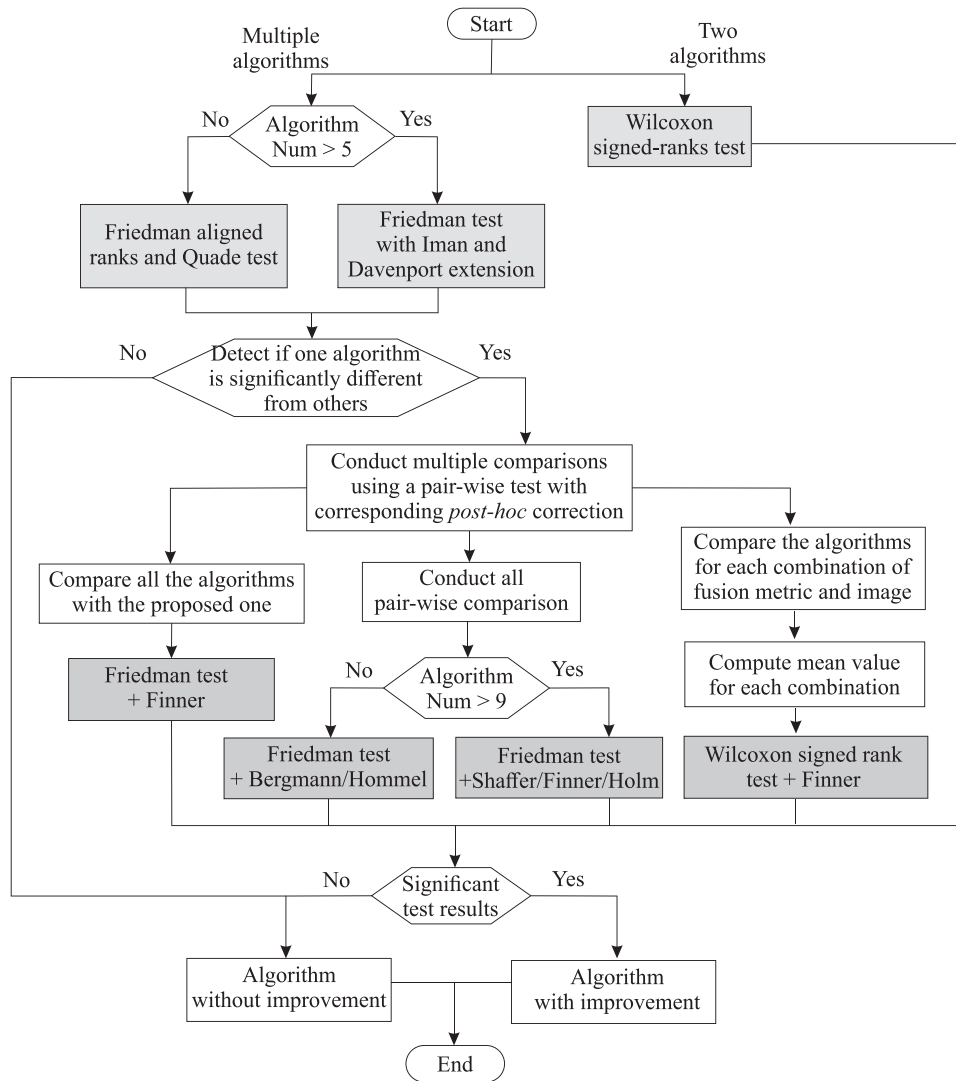 Start
Multiple
algorithms
Two
algorithms
No
Algorithm
Num > 5
Yes
Wilcoxon
signed-ranks test
Friedman aligned
ranks and Quade test
Friedman test
with Iman and
Davenport extension
No
Detect if one algorithm
is significantly different
from others
Yes
Conduct multiple comparisons
using a pair-wise test with
corresponding post-hoc correction
Compare all the algorithms
with the proposed one
Conduct all
pair-wise comparison
Compare the algorithms
for each combination of
fusion metric and image
Friedman test
+ Finner
No
Algorithm
Num > 9
Yes
Compute mean value
for each combination
Friedman test
+ Bergmann/Hommel
Friedman test
+Shaffer/Finner/Holm
Wilcoxon signed rank
test + Finner
No
Significant
test results
Yes
Algorithm
without improvement
Algorithm
with improvement
End